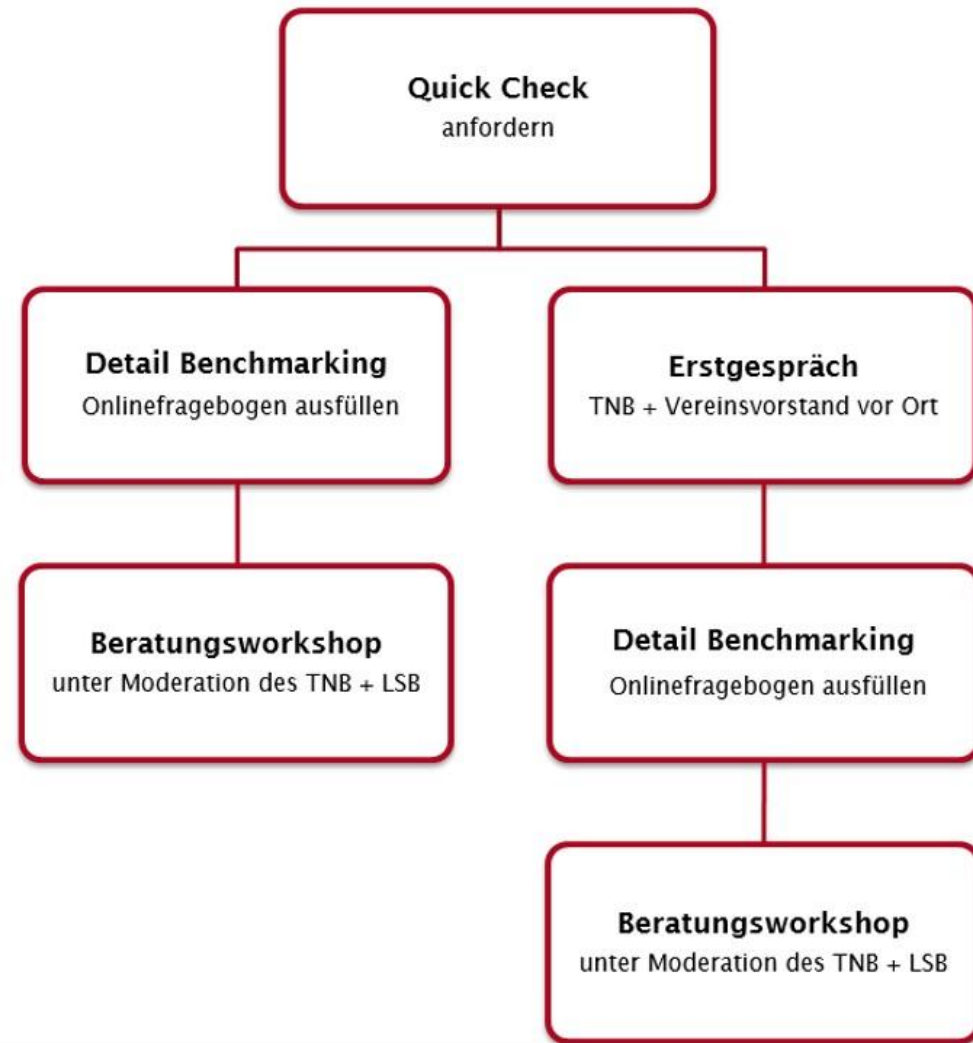 Quick Check
anfordern
Detail Benchmarking
Onlinefragebogen ausfüllen
Erstgespräch
TNB + Vereinsvorstand vor Ort
Beratungsworkshop
unter Moderation des TNB + LSB
Detail Benchmarking
Onlinefragebogen ausfüllen
Beratungsworkshop
unter Moderation des TNB + LSB